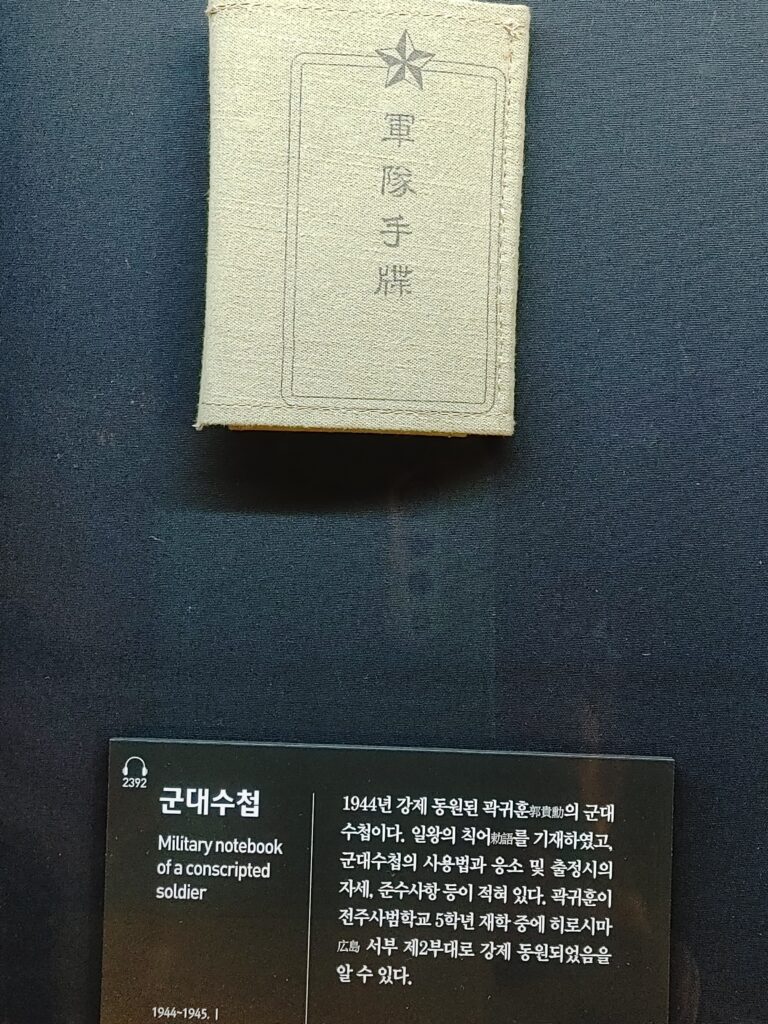 軍隊手牒
2392
군대수첩
Military notebook
of a conscripted
soldier
1944~1945. |
1944년 강제 동원된 곽귀훈郭貴勳의 군대
수첩이다. 일왕의 칙어勅語를 기재하였고,
군대수첩의 사용법과 응소 및 출정시의
자세, 준수사항 등이 적혀 있다. 곽귀훈이
전주사범학교 5학년 재학 중에 히로시마
広島 서부 제2부대로 강제 동원되었음을
알 수 있다.